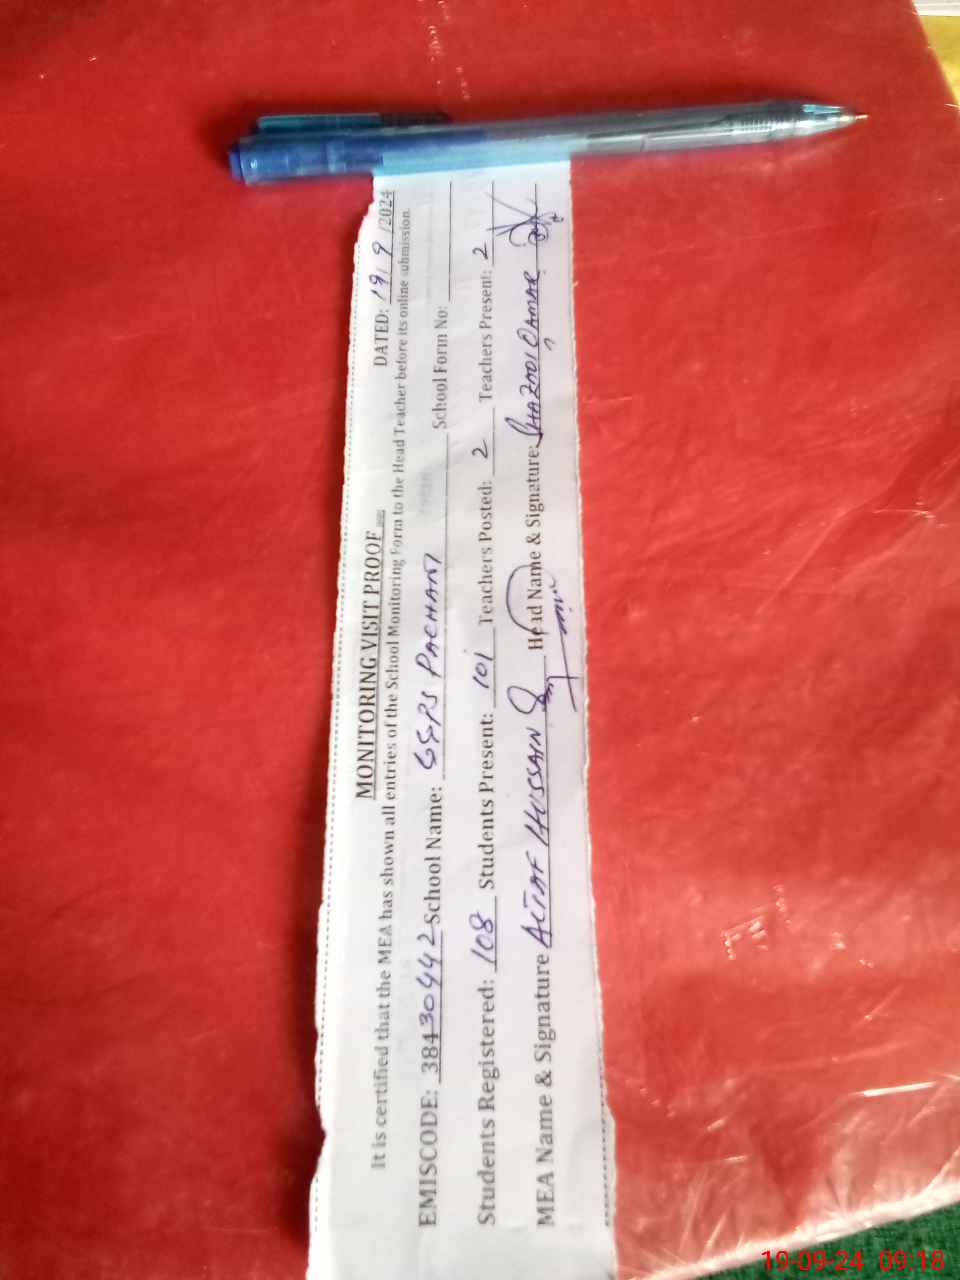 MONITORING VISIT PROOF
DATED: 19/9/2024
It is certified that the MEA has shown all entries of the School Monitoring Form to the Head Teacher before its online submission.
EMISCODE: 38430442 School Name: GGPS PACHANI School Form No:
Students Registered: 108 Students Present: 101 Teachers Posted: 2 Teachers Present: 2
MEA Name & Signature ALTAF HUSSAIN Head Name & Signature: SHAZADI QAMAR
19-09-24 09:18